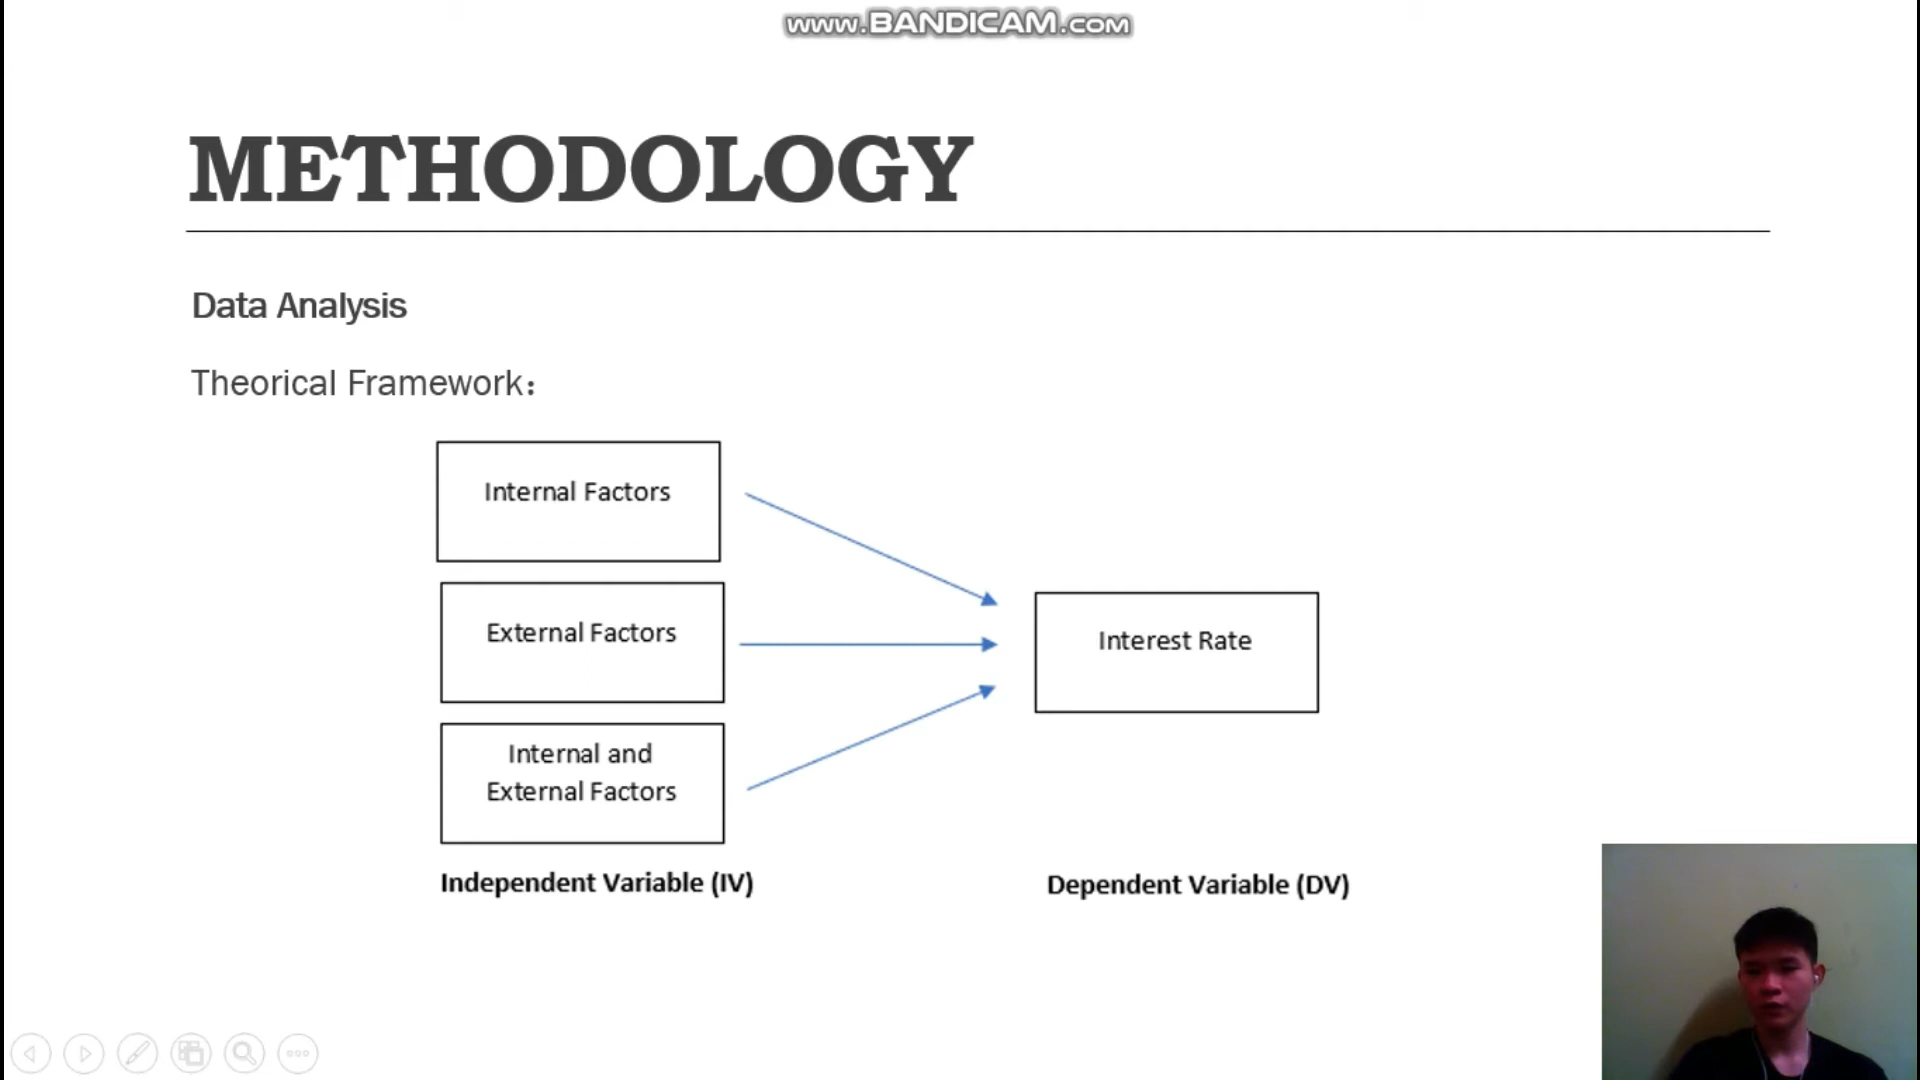 www.BANDICAM.com
METHODOLOGY
Data Analysis
Theorical Framework：
Internal Factors
External Factors
Internal and
External Factors
Interest Rate
Independent Variable (IV)
Dependent Variable (DV)